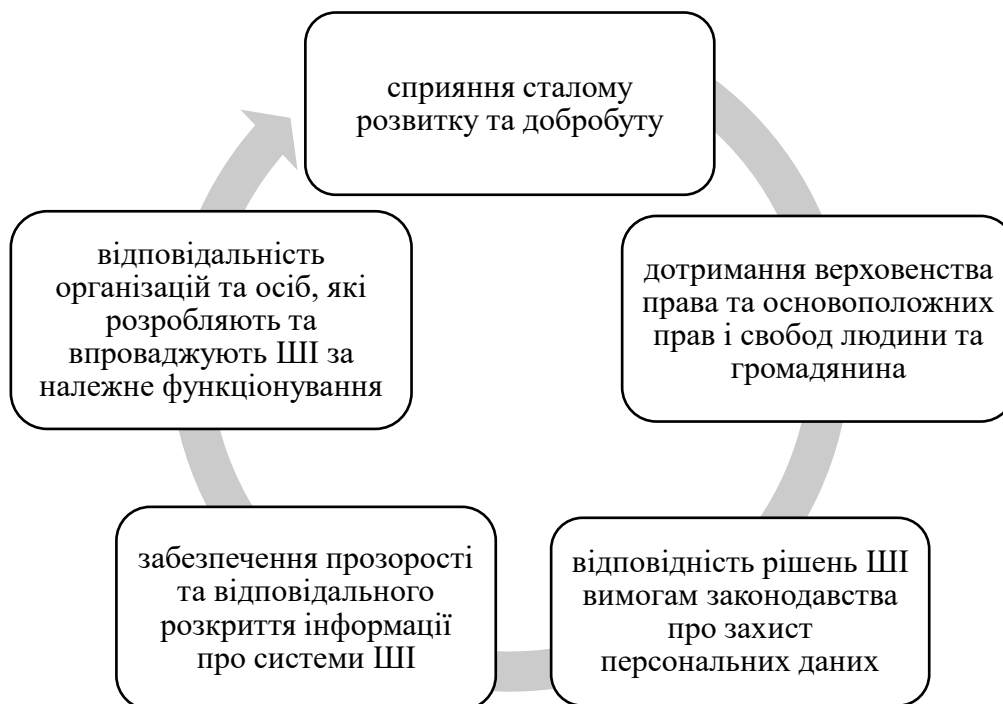 сприяння сталому
розвитку та добробуту
дотримання верховенства
права та основоположних
прав і свобод людини та
громадянина
відповідність рішень ШІ
вимогам законодавства
про захист
персональних даних
забезпечення прозорості
та відповідального
розкриття інформації
про системи ШІ
відповідальність
організацій та осіб, які
розробляють та
впроваджують ШІ за
належне функціонування